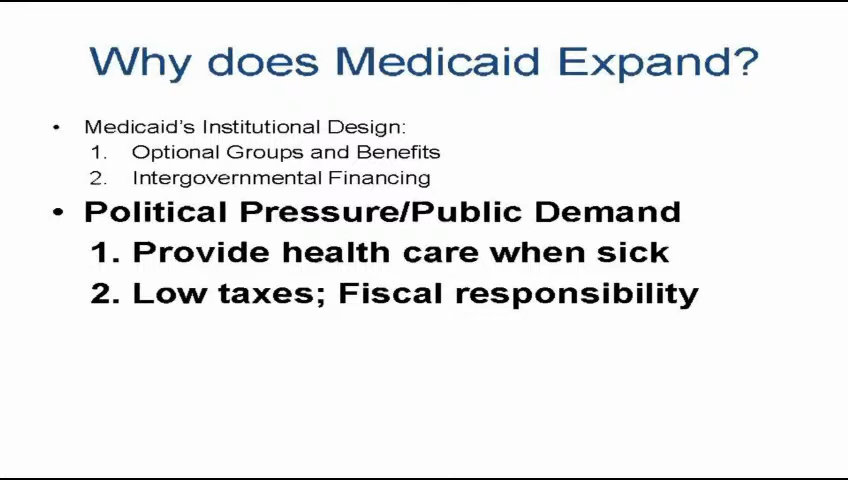 Why does Medicaid Expand?
• Medicaid's Institutional Design:
1. Optional Groups and Benefits
2. Intergovernmental Financing
• Political Pressure/Public Demand
1. Provide health care when sick
2. Low taxes; Fiscal responsibility